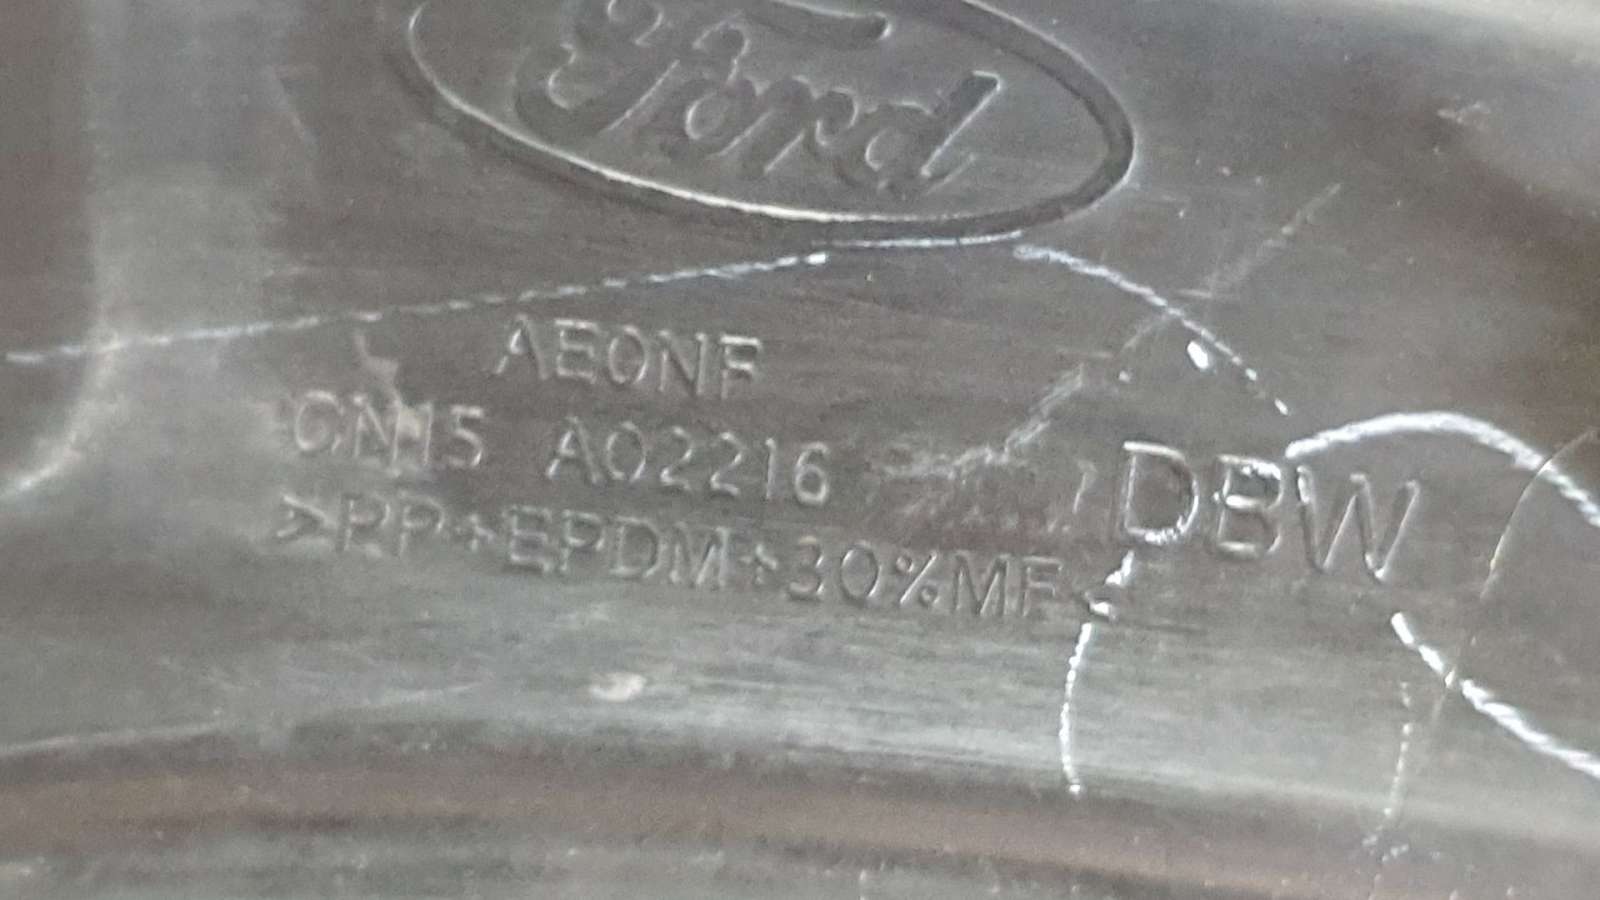 Ford
AE0NF
CN15 A02216
DBW
>PP+EPDM+30%MF<